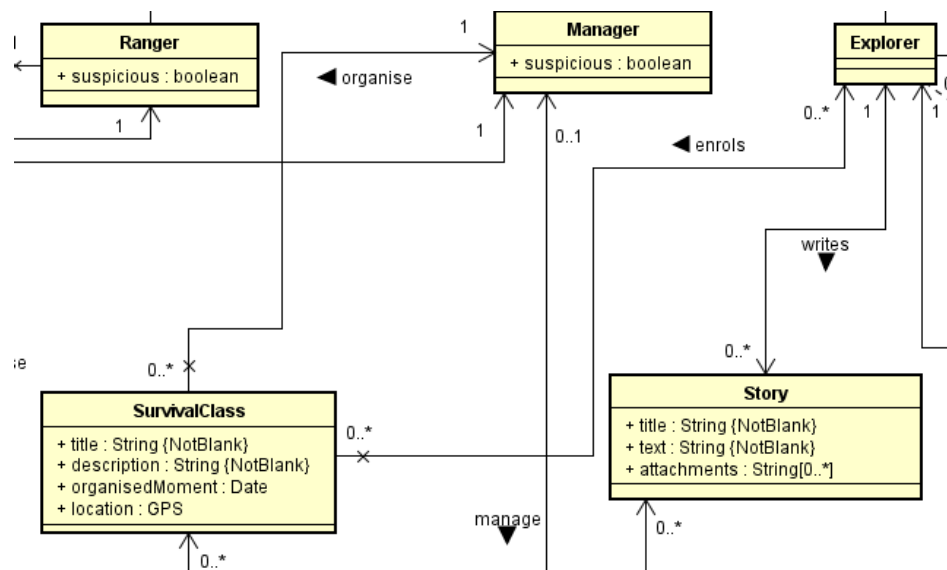 Ranger
+ suspicious : boolean
1
Manager
+ suspicious : boolean
Explorer
organise
1
1
0..1
0..*
1
1
enrols
writes
0..*
se
0..*
SurvivalClass
+ title : String {NotBlank}
+ description : String {NotBlank}
+ organisedMoment : Date
+ location : GPS
0..*
Story
+ title : String {NotBlank}
+ text : String {NotBlank}
+ attachments : String[0..*]
manage
0..*
0..*